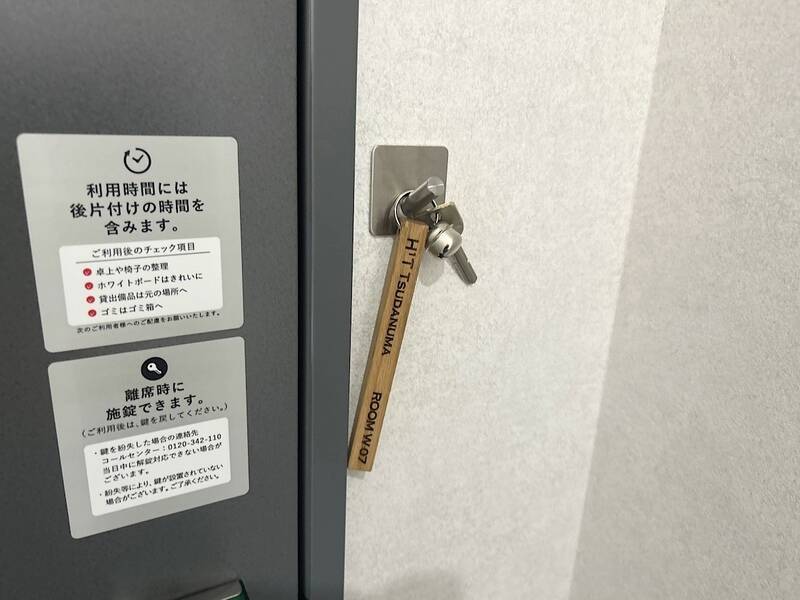 利用時間には
後片付けの時間を
含みます。
ご利用後のチェック項目
卓上や椅子の整理
ホワイトボードはきれいに
貸出備品は元の場所へ
ゴミはゴミ箱へ
次のご利用者様へのご配慮をお願いいたします。
離席時に
施錠できます。
(ご利用後は、鍵を戻してください。)
・鍵を紛失した場合の連絡先
コールセンター:0120-342-110
当日中に解錠対応できない場合が
ございます。
・紛失等により、鍵が設置されていない
場合がございます。ご了承ください。
H¹T TSUDANUMA ROOM W.07